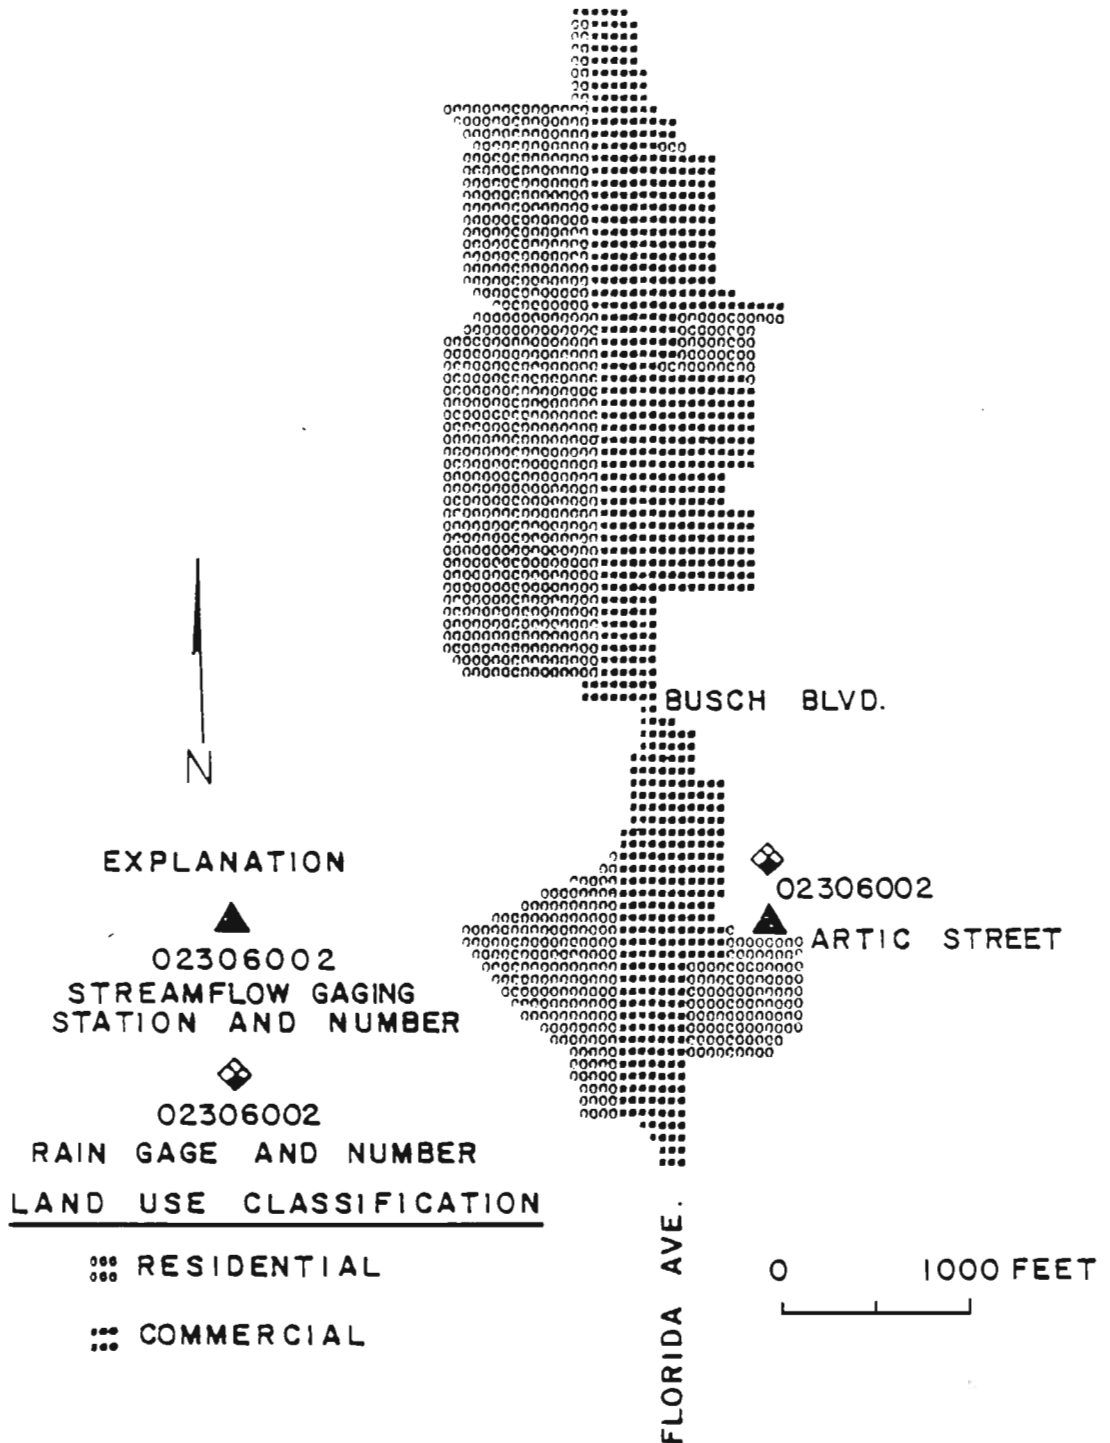 BUSCH BLVD.
N
EXPLANATION
02306002
STREAMFLOW GAGING
STATION AND NUMBER
02306002
RAIN GAGE AND NUMBER
LAND USE CLASSIFICATION
RESIDENTIAL
COMMERCIAL
02306002
ARTIC STREET
FLORIDA AVE.
0 1000 FEET